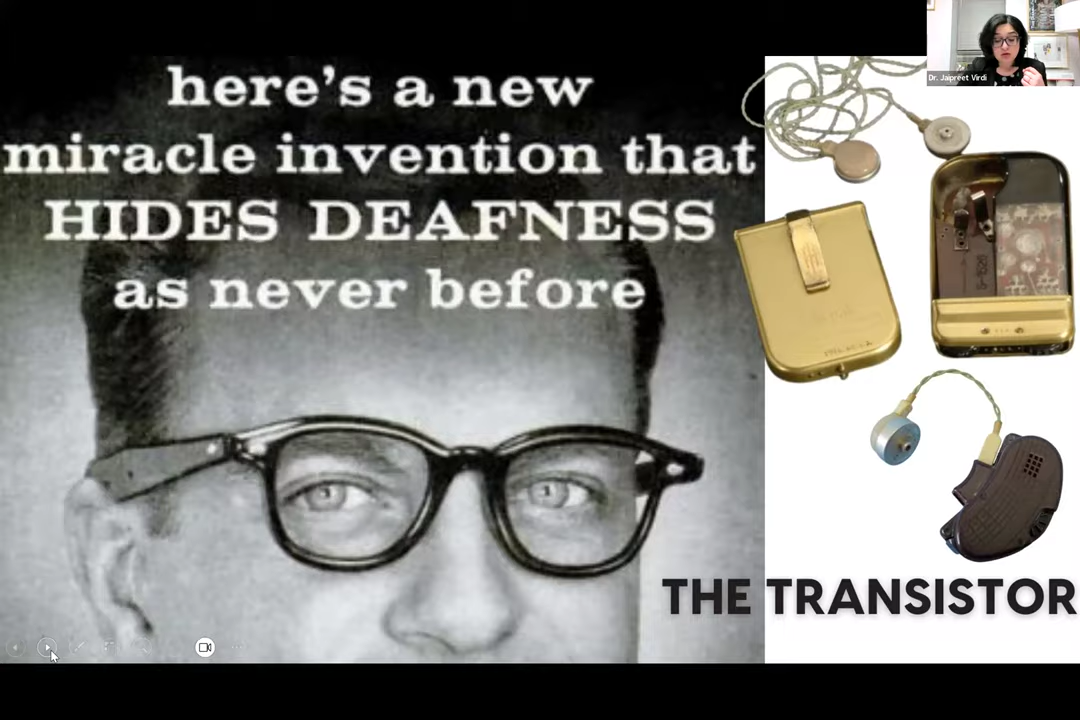 here's a new
miracle invention that
HIDES DEAFNESS
as never before
Dr. Jaipreet Virdi
THE TRANSISTOR